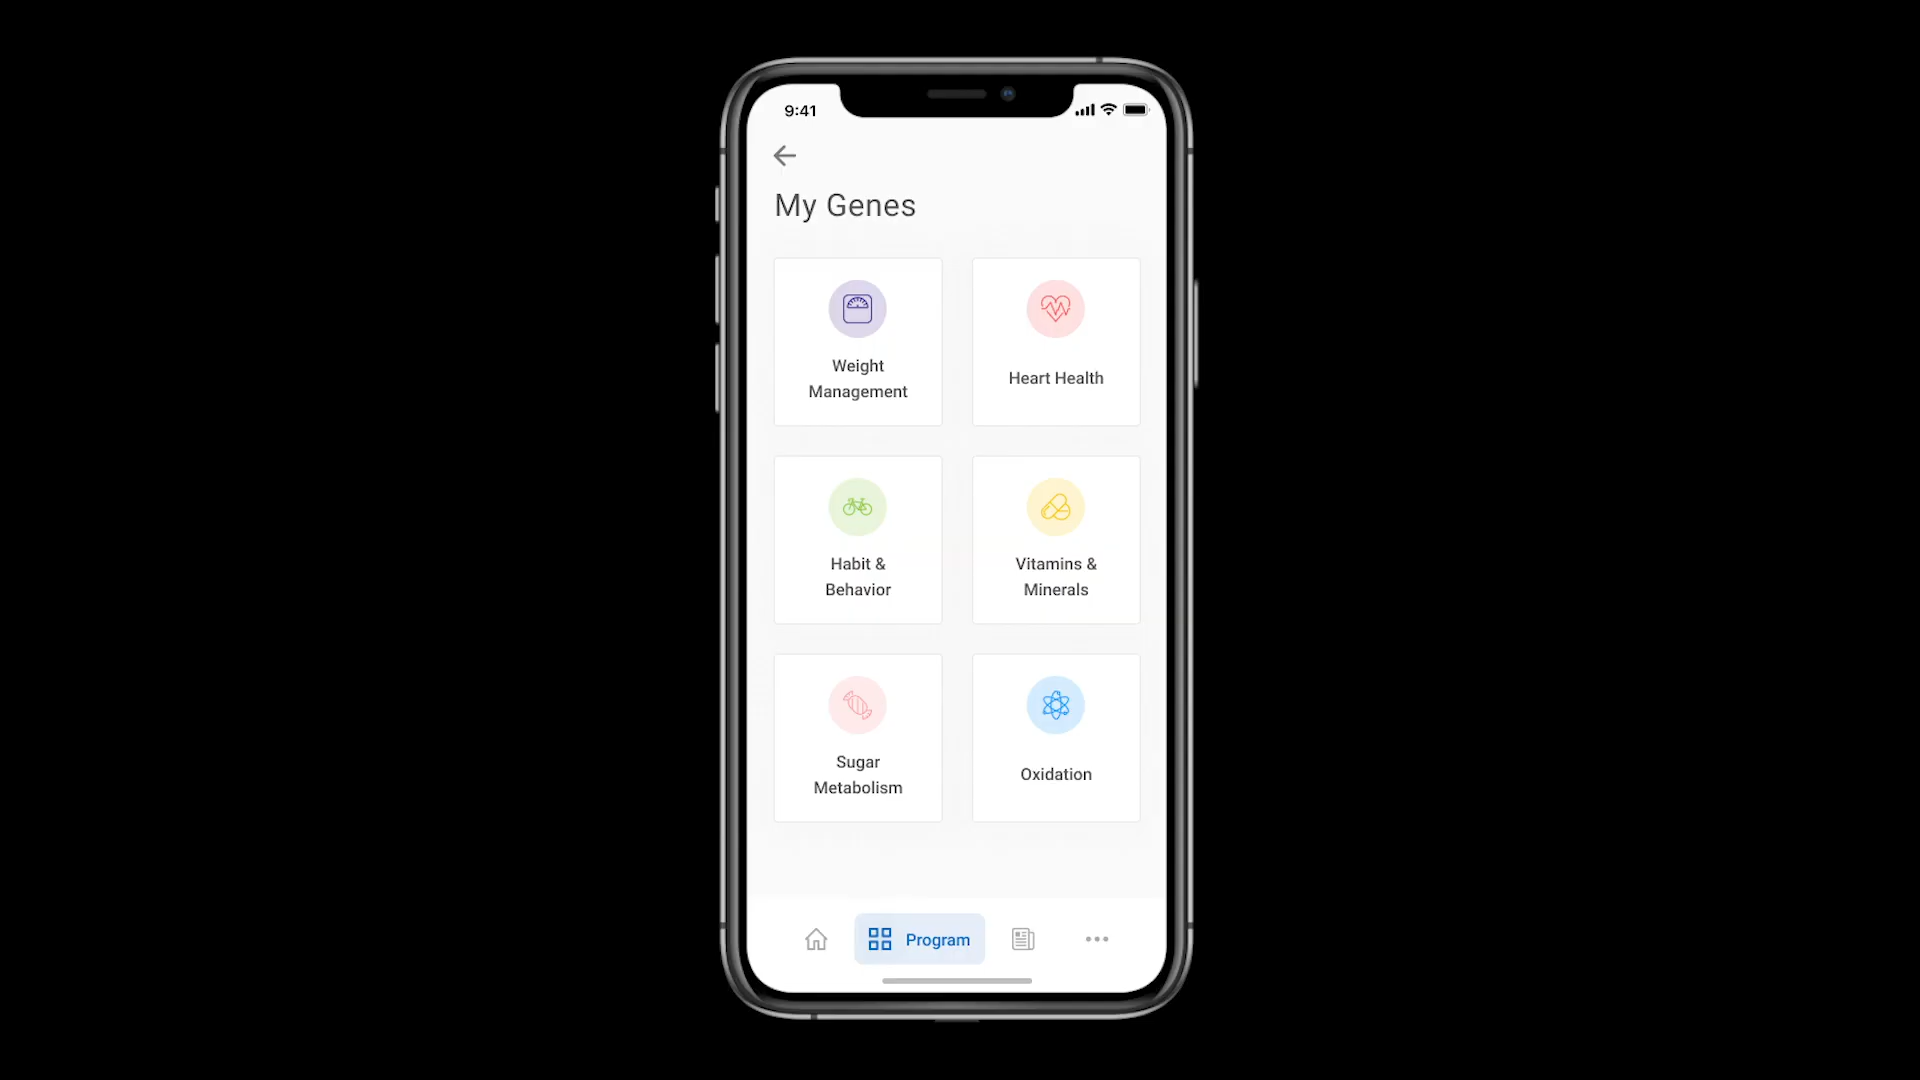 9:41
My Genes
Weight
Management
Heart Health
Habit &
Behavior
Vitamins &
Minerals
Sugar
Metabolism
Oxidation
Program